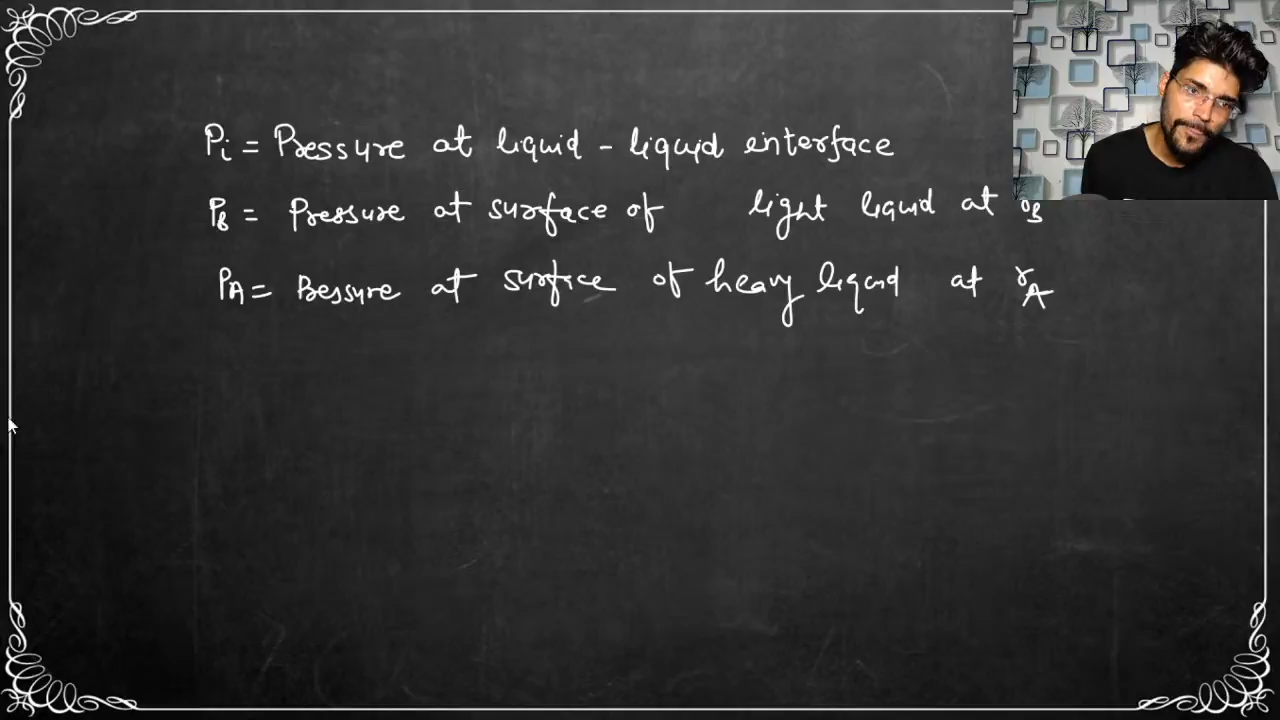 Pi = Pressure at liquid - liquid interface
PB = Pressure at surface of light liquid at rB
PA = Pressure at surface of heavy liquid at rA